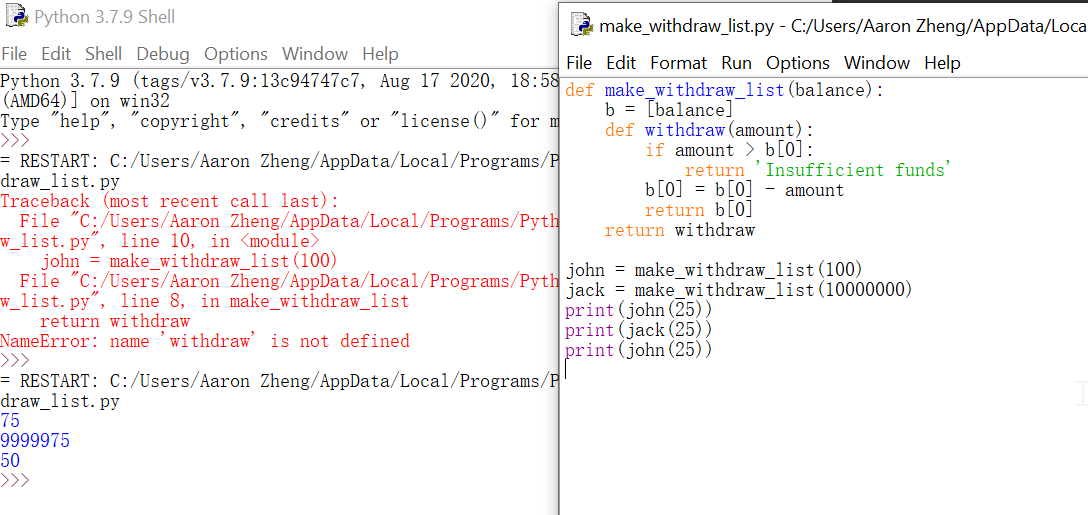 Python 3.7.9 Shell
File Edit Shell Debug Options Window Help
Python 3.7.9 (tags/v3.7.9:13c94747c7, Aug 17 2020, 18:58
(AMD64)] on win32
Type "help", "copyright", "credits" or "license()" for m
>>>
= RESTART: C:/Users/Aaron Zheng/AppData/Local/Programs/P
draw_list.py
Traceback (most recent call last):
  File "C:/Users/Aaron Zheng/AppData/Local/Programs/Pyth
w_list.py", line 10, in <module>
    john = make_withdraw_list(100)
  File "C:/Users/Aaron Zheng/AppData/Local/Programs/Pyth
w_list.py", line 8, in make_withdraw_list
    return withdraw
NameError: name 'withdraw' is not defined
>>>
= RESTART: C:/Users/Aaron Zheng/AppData/Local/Programs/P
draw_list.py
75
9999975
50
>>>
make_withdraw_list.py - C:/Users/Aaron Zheng/AppData/Loca
File Edit Format Run Options Window Help
def make_withdraw_list(balance):
    b = [balance]
    def withdraw(amount):
        if amount > b[0]:
            return 'Insufficient funds'
        b[0] = b[0] - amount
        return b[0]
    return withdraw
john = make_withdraw_list(100)
jack = make_withdraw_list(10000000)
print(john(25))
print(jack(25))
print(john(25))